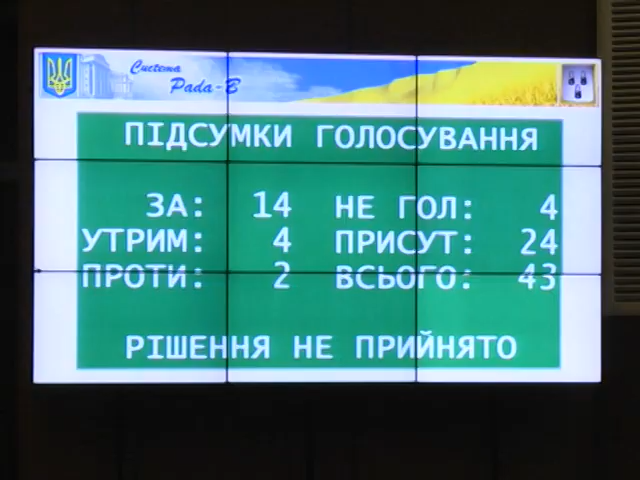 Система
Рада-В
ПІДСУМКИ ГОЛОСУВАННЯ
ЗА: 14 НЕ ГОЛ: 4
УТРИМ: 4 ПРИСУТ: 24
ПРОТИ: 2 ВСЬОГО: 43
РІШЕННЯ НЕ ПРИЙНЯТО